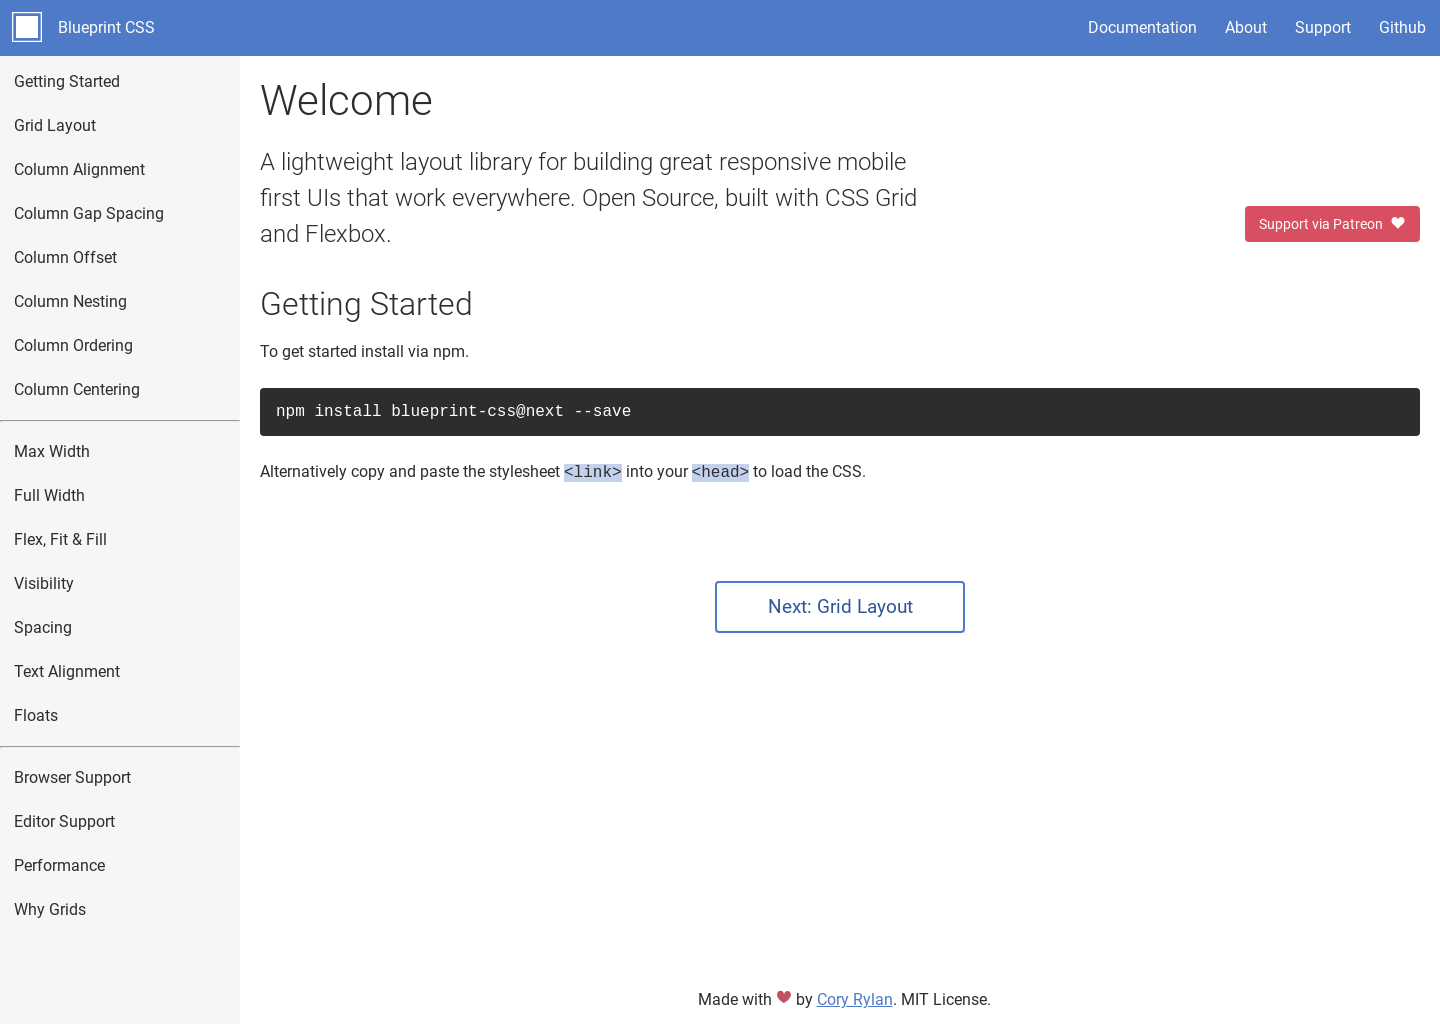 Blueprint CSS
Documentation
About
Support
Github
Getting Started
Grid Layout
Column Alignment
Column Gap Spacing
Column Offset
Column Nesting
Column Ordering
Column Centering
Max Width
Full Width
Flex, Fit & Fill
Visibility
Spacing
Text Alignment
Floats
Browser Support
Editor Support
Performance
Why Grids
Welcome
A lightweight layout library for building great responsive mobile
first UIs that work everywhere. Open Source, built with CSS Grid
and Flexbox.
Support via Patreon
Getting Started
To get started install via npm.
npm install blueprint-css@next --save
Alternatively copy and paste the stylesheet <link> into your <head> to load the CSS.
Next: Grid Layout
Made with ♥ by Cory Rylan. MIT License.